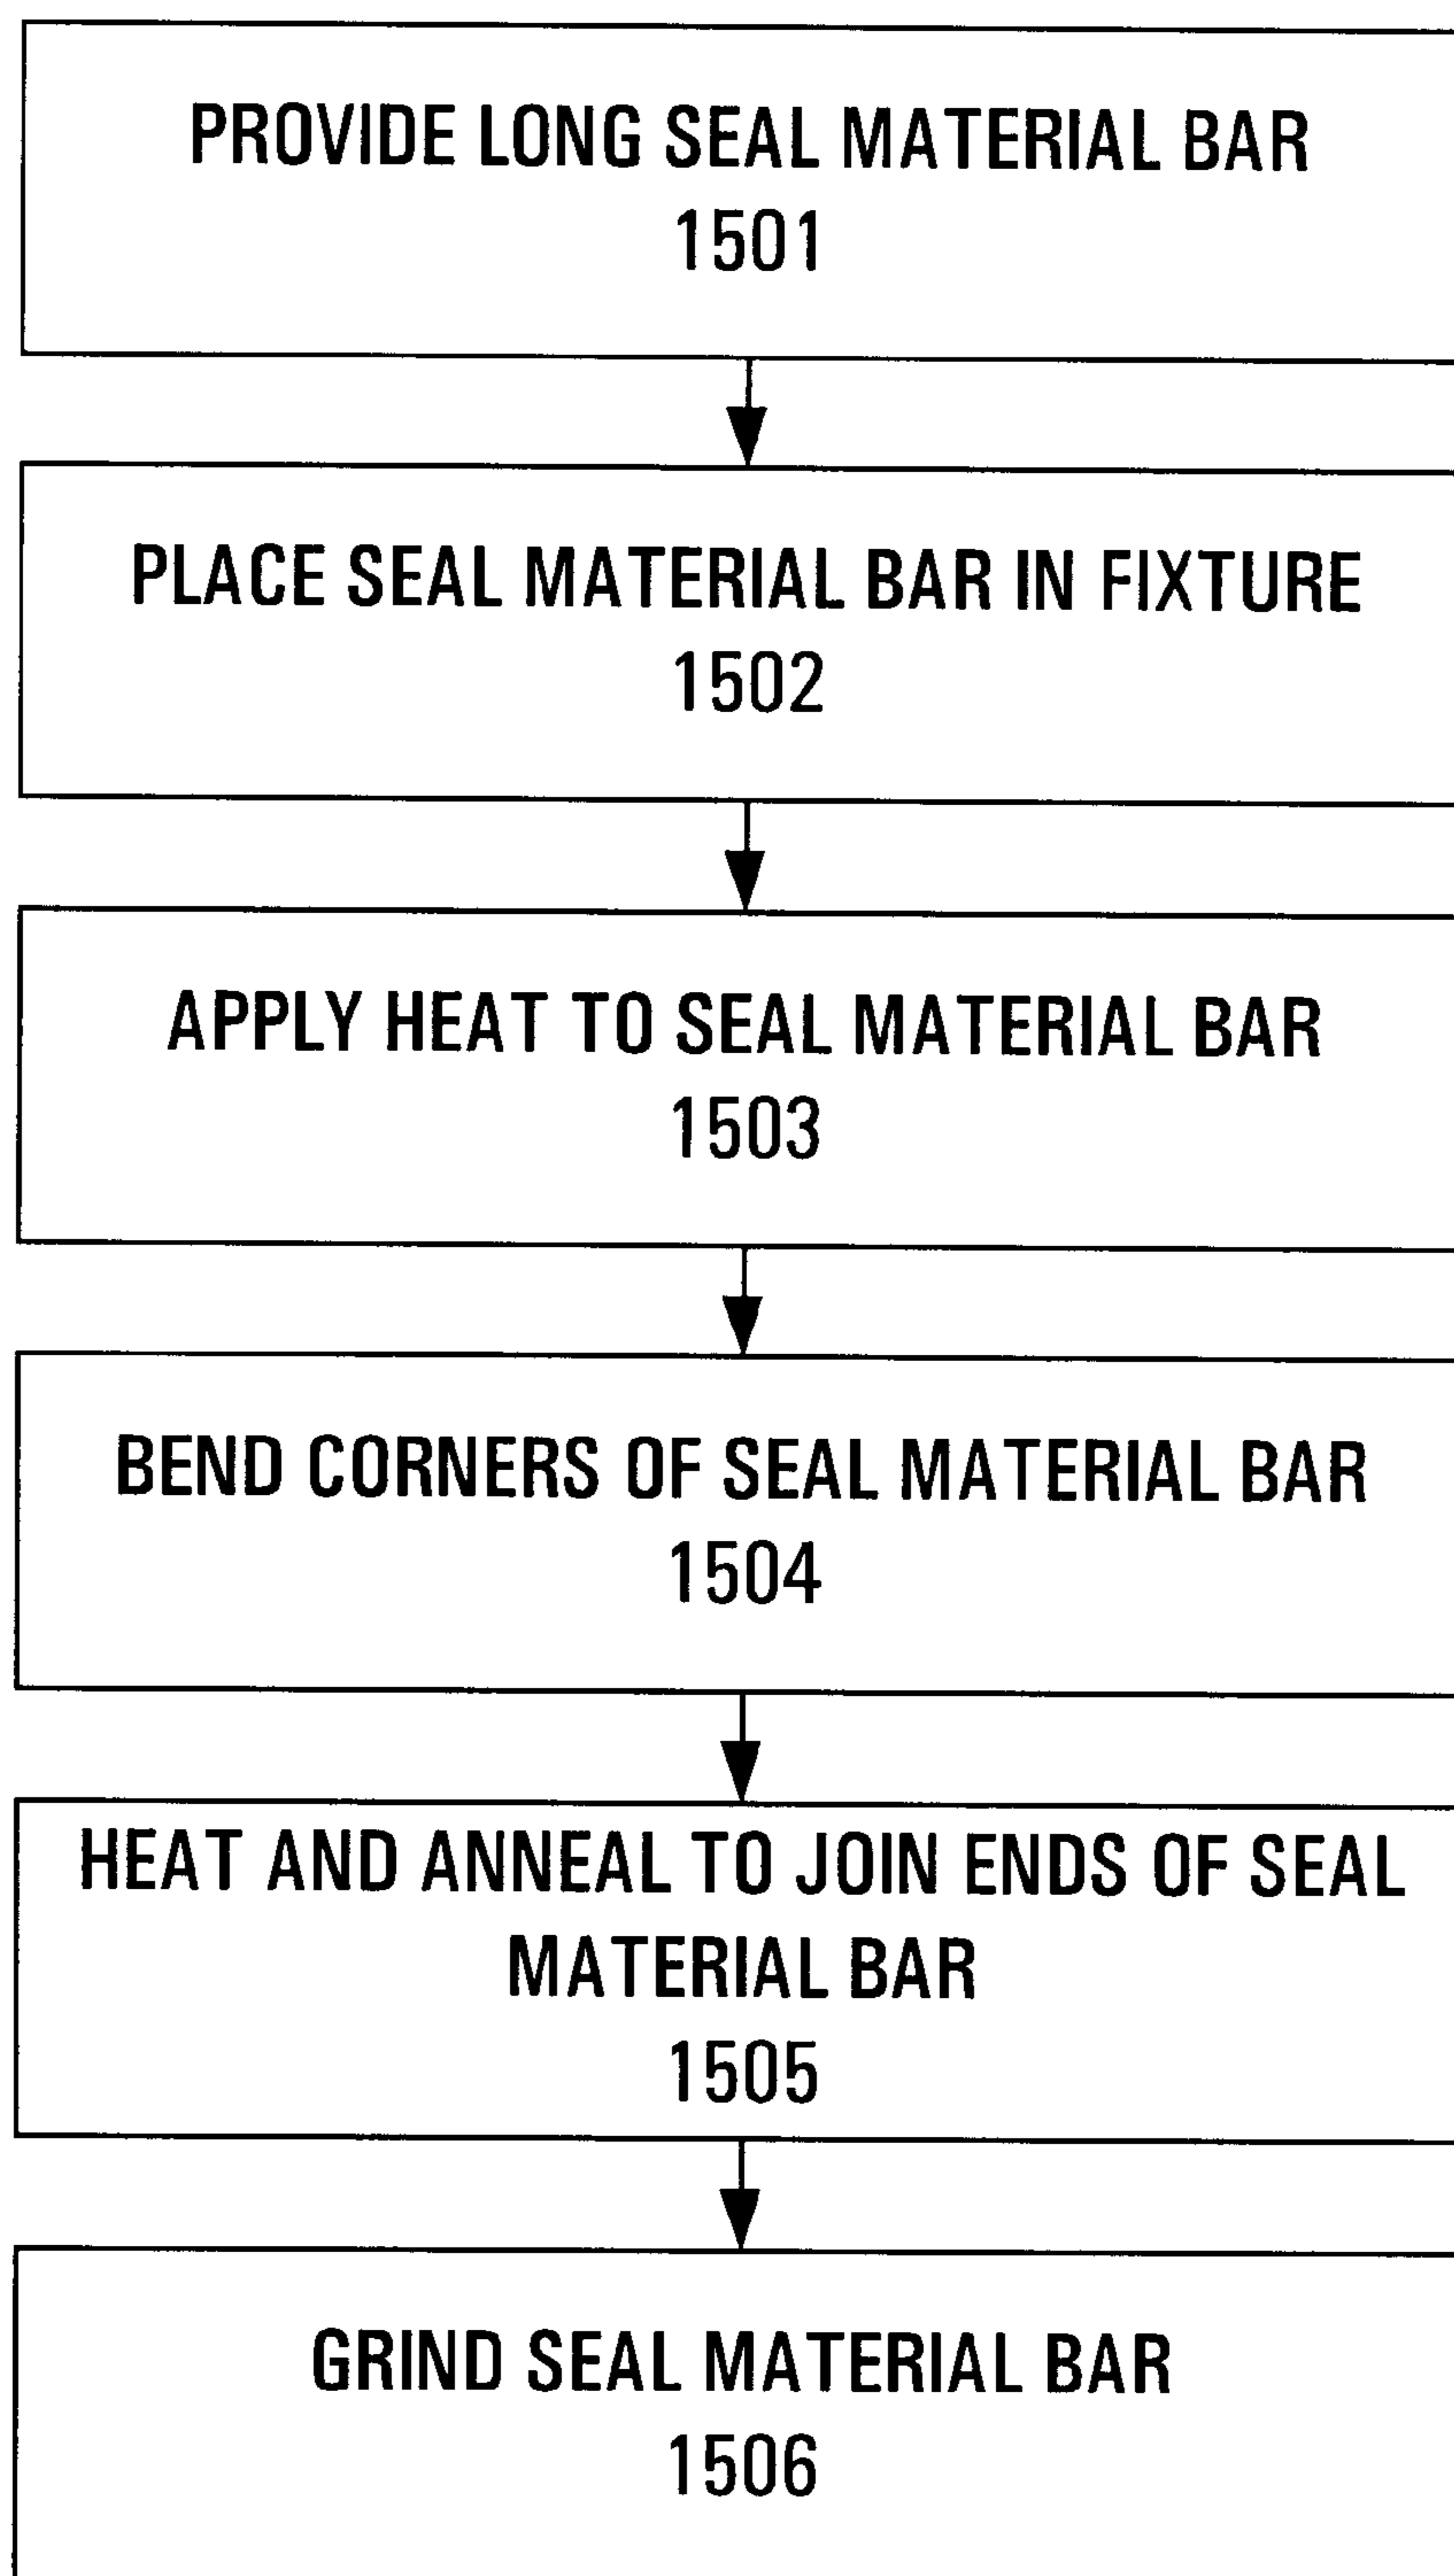 PROVIDE LONG SEAL MATERIAL BAR
1501
PLACE SEAL MATERIAL BAR IN FIXTURE
1502
APPLY HEAT TO SEAL MATERIAL BAR
1503
BEND CORNERS OF SEAL MATERIAL BAR
1504
HEAT AND ANNEAL TO JOIN ENDS OF SEAL
MATERIAL BAR
1505
GRIND SEAL MATERIAL BAR
1506